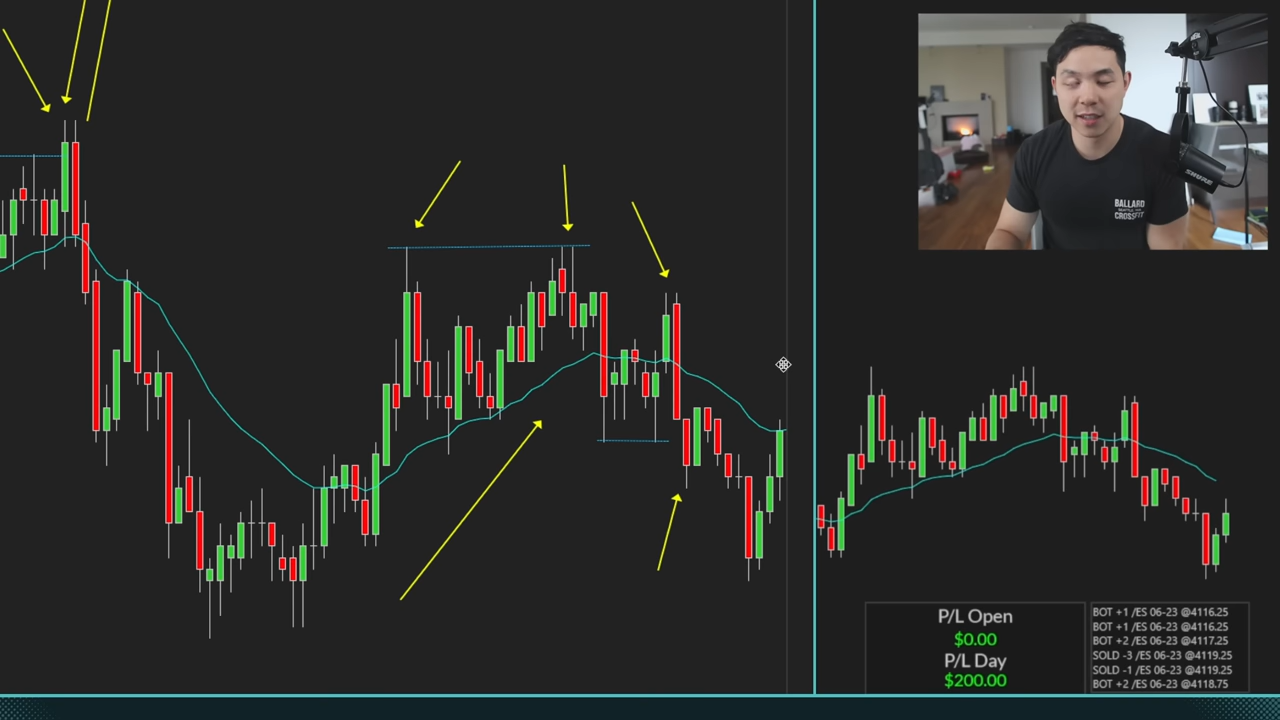 SHURE
BALLARD
CROSSFIT
P/L Open
$0.00
P/L Day
$200.00
BOT +1 /ES 06-23 @4116.25
BOT +1 /ES 06-23 @4116.25
BOT +2 /ES 06-23 @4117.25
SOLD -3 /ES 06-23 @4119.25
SOLD -1 /ES 06-23 @4119.25
BOT +2 /ES 06-23 @4118.75